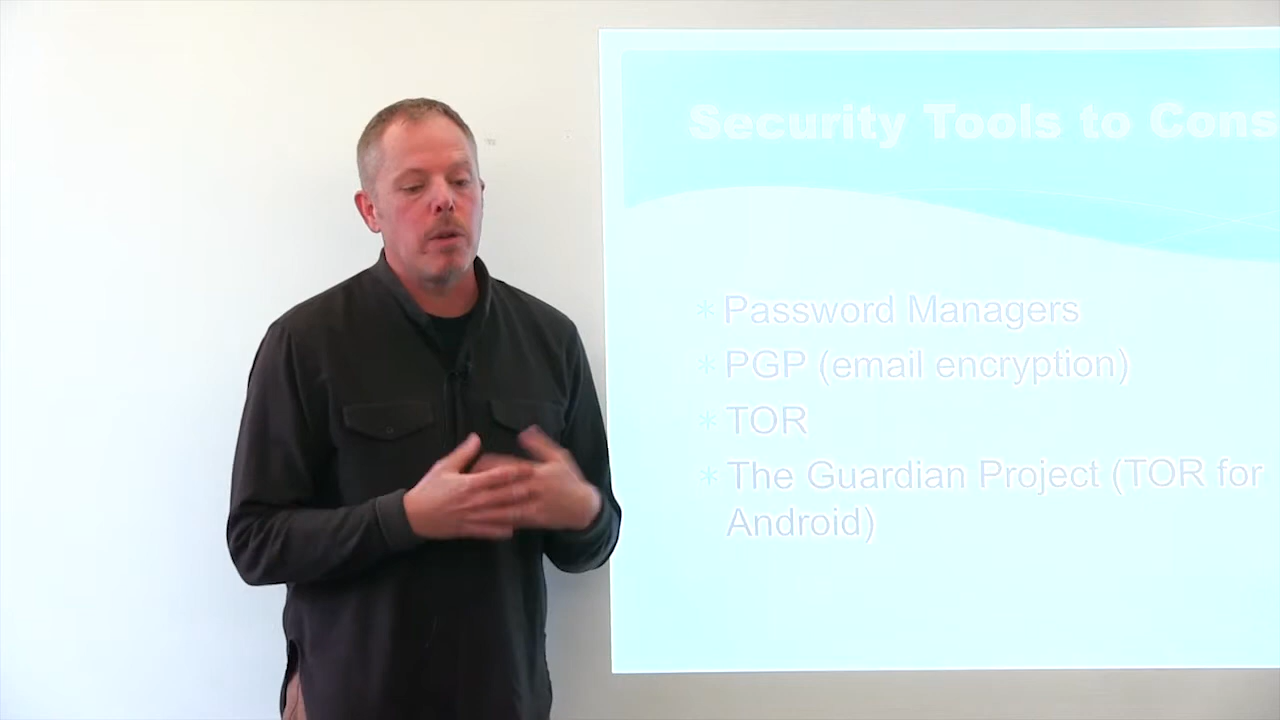 Security Tools to Cons
* Password Managers
* PGP (email encryption)
* TOR
* The Guardian Project (TOR for
Android)